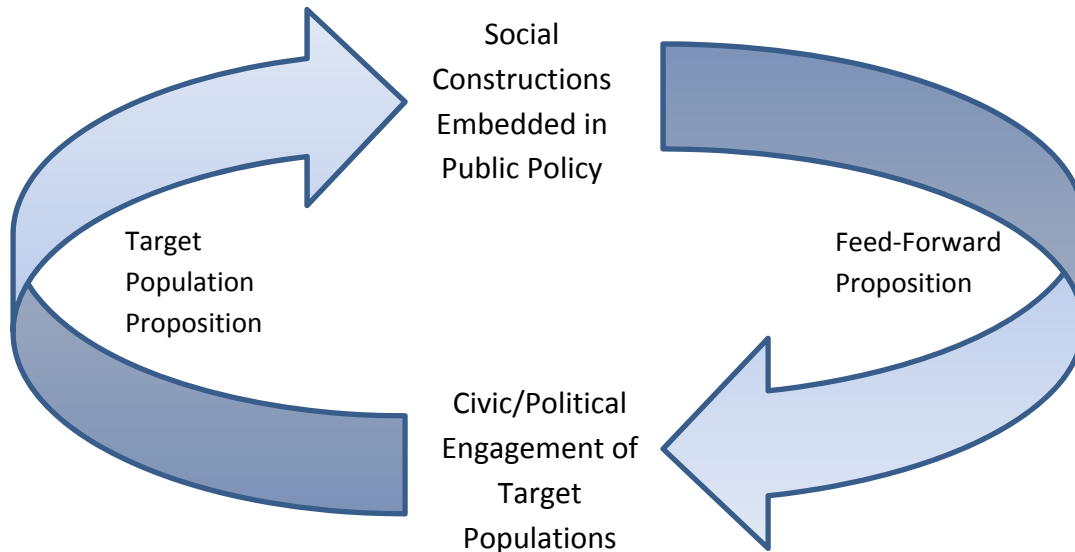 Social
Constructions
Embedded in
Public Policy
Target
Population
Proposition
Feed-Forward
Proposition
Civic/Political
Engagement of
Target
Populations